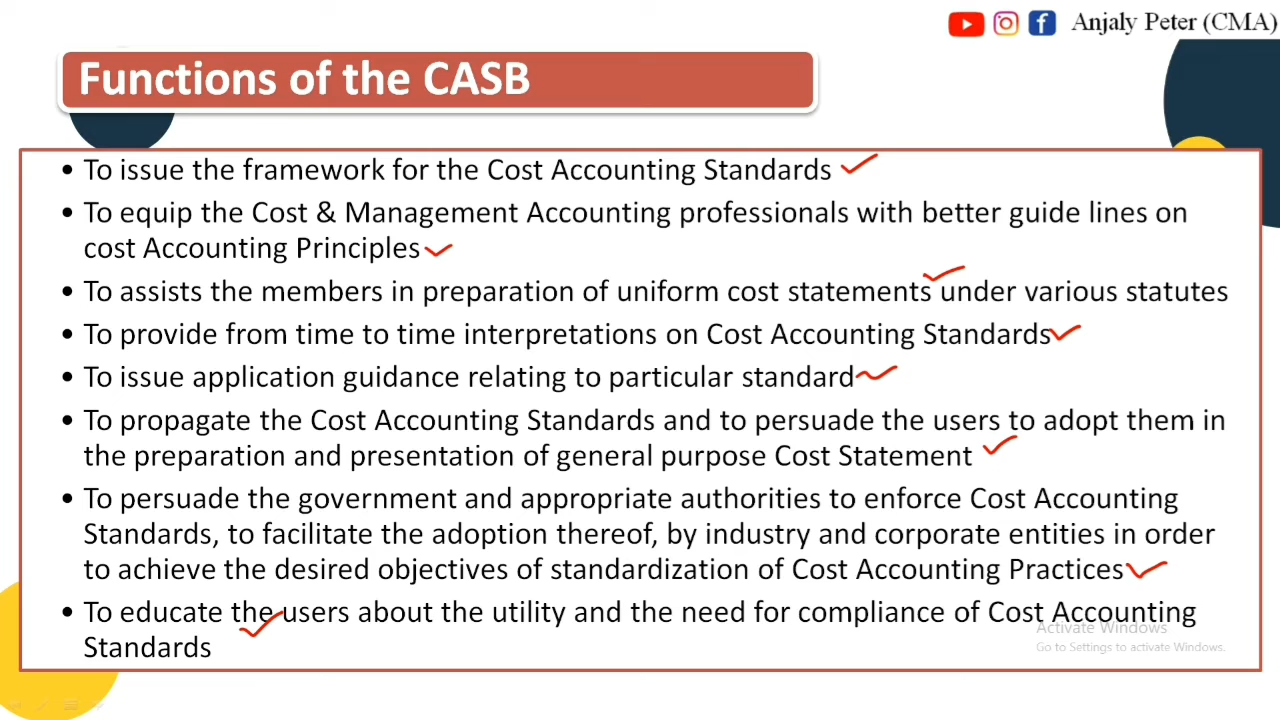 Anjaly Peter (CMA)
Functions of the CASB
• To issue the framework for the Cost Accounting Standards
• To equip the Cost & Management Accounting professionals with better guide lines on
cost Accounting Principles
• To assists the members in preparation of uniform cost statements under various statutes
• To provide from time to time interpretations on Cost Accounting Standards
• To issue application guidance relating to particular standard
• To propagate the Cost Accounting Standards and to persuade the users to adopt them in
the preparation and presentation of general purpose Cost Statement
• To persuade the government and appropriate authorities to enforce Cost Accounting
Standards, to facilitate the adoption thereof, by industry and corporate entities in order
to achieve the desired objectives of standardization of Cost Accounting Practices
• To educate the users about the utility and the need for compliance of Cost Accounting
Standards
Activate Windows
Go to Settings to activate Windows.